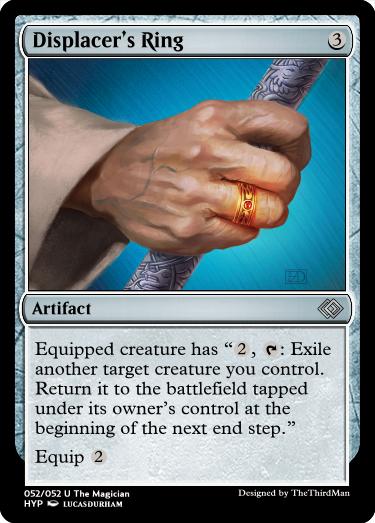 Displacer's Ring 3
Artifact
Equipped creature has “2, : Exile
another target creature you control.
Return it to the battlefield tapped
under its owner's control at the
beginning of the next end step.”
Equip 2
052/052 U The Magician
HYP LUCASDURHAM
Designed by TheThirdMan